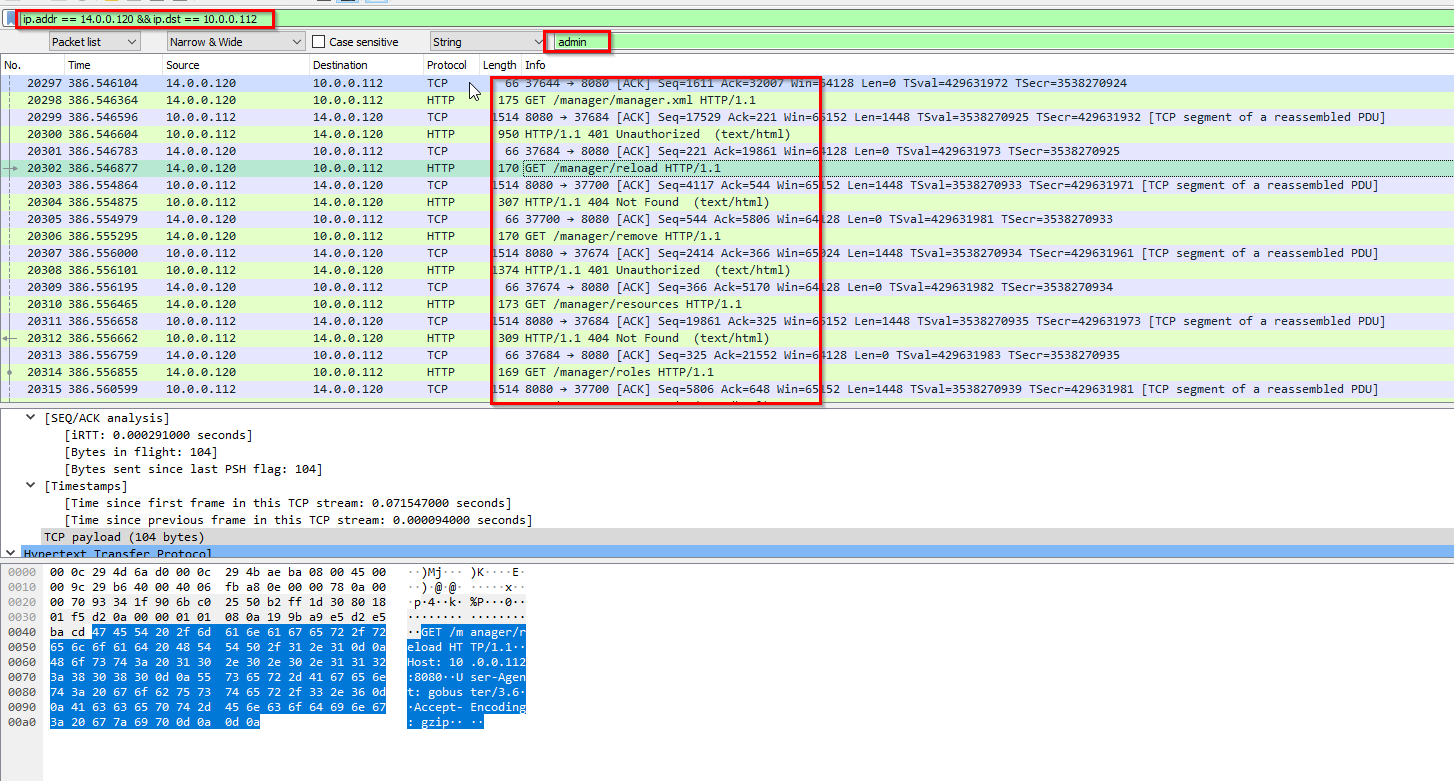 ip.addr == 14.0.0.120 && ip.dst == 10.0.0.112
Packet list Narrow & Wide Case sensitive String admin
No. Time Source Destination Protocol Length Info
20297 386.546104 14.0.0.120 10.0.0.112 TCP 66 37644 → 8080 [ACK] Seq=1611 Ack=32007 Win=64128 Len=0 TSval=429631972 TSecr=3538270924
20298 386.546364 14.0.0.120 10.0.0.112 HTTP 175 GET /manager/manager.xml HTTP/1.1
20299 386.546596 10.0.0.112 14.0.0.120 TCP 1514 8080 → 37684 [ACK] Seq=17529 Ack=221 Win=65152 Len=1448 TSval=3538270925 TSecr=429631932 [TCP segment of a reassembled PDU]
20300 386.546604 10.0.0.112 14.0.0.120 HTTP 950 HTTP/1.1 401 Unauthorized (text/html)
20301 386.546783 14.0.0.120 10.0.0.112 TCP 66 37684 → 8080 [ACK] Seq=221 Ack=19861 Win=64128 Len=0 TSval=429631973 TSecr=3538270925
20302 386.546877 14.0.0.120 10.0.0.112 HTTP 170 GET /manager/reload HTTP/1.1
20303 386.554864 10.0.0.112 14.0.0.120 TCP 1514 8080 → 37700 [ACK] Seq=4117 Ack=544 Win=65152 Len=1448 TSval=3538270933 TSecr=429631971 [TCP segment of a reassembled PDU]
20304 386.554875 10.0.0.112 14.0.0.120 HTTP 307 HTTP/1.1 404 Not Found (text/html)
20305 386.554979 14.0.0.120 10.0.0.112 TCP 66 37700 → 8080 [ACK] Seq=544 Ack=5806 Win=64128 Len=0 TSval=429631981 TSecr=3538270933
20306 386.555295 14.0.0.120 10.0.0.112 HTTP 170 GET /manager/remove HTTP/1.1
20307 386.556000 10.0.0.112 14.0.0.120 TCP 1514 8080 → 37674 [ACK] Seq=2414 Ack=366 Win=65024 Len=1448 TSval=3538270934 TSecr=429631961 [TCP segment of a reassembled PDU]
20308 386.556101 10.0.0.112 14.0.0.120 HTTP 1374 HTTP/1.1 401 Unauthorized (text/html)
20309 386.556195 14.0.0.120 10.0.0.112 TCP 66 37674 → 8080 [ACK] Seq=366 Ack=5170 Win=64128 Len=0 TSval=429631982 TSecr=3538270934
20310 386.556465 14.0.0.120 10.0.0.112 HTTP 173 GET /manager/resources HTTP/1.1
20311 386.556658 10.0.0.112 14.0.0.120 TCP 1514 8080 → 37684 [ACK] Seq=19861 Ack=325 Win=65152 Len=1448 TSval=3538270935 TSecr=429631973 [TCP segment of a reassembled PDU]
20312 386.556662 10.0.0.112 14.0.0.120 HTTP 309 HTTP/1.1 404 Not Found (text/html)
20313 386.556759 14.0.0.120 10.0.0.112 TCP 66 37684 → 8080 [ACK] Seq=325 Ack=21552 Win=64128 Len=0 TSval=429631983 TSecr=3538270935
20314 386.556855 14.0.0.120 10.0.0.112 HTTP 169 GET /manager/roles HTTP/1.1
20315 386.560599 10.0.0.112 14.0.0.120 TCP 1514 8080 → 37700 [ACK] Seq=5806 Ack=648 Win=65152 Len=1448 TSval=3538270939 TSecr=429631981 [TCP segment of a reassembled PDU]
[SEQ/ACK analysis]
[iRTT: 0.000291000 seconds]
[Bytes in flight: 104]
[Bytes sent since last PSH flag: 104]
[Timestamps]
[Time since first frame in this TCP stream: 0.071547000 seconds]
[Time since previous frame in this TCP stream: 0.000094000 seconds]
TCP payload (104 bytes)
Hypertext Transfer Protocol
0000 00 0c 29 4d 6a d0 00 0c 29 4b ae ba 08 00 45 00 ··)Mj··· )K····E·
0010 00 9c 29 b6 40 00 40 06 fb a8 0e 00 00 78 0a 00 ··)·@·@· ·····x··
0020 00 70 93 34 1f 90 6b c0 25 50 b2 ff 1d 30 80 18 ·p·4··k· %P···0··
0030 01 f5 d2 0a 00 00 01 01 08 0a 19 9b a9 e5 d2 e5 ········ ········
0040 ba cd 47 45 54 20 2f 6d 61 6e 61 67 65 72 2f 72 ··GET /m anager/r
0050 65 6c 6f 61 64 20 48 54 54 50 2f 31 2e 31 0d 0a eload HT TP/1.1··
0060 48 6f 73 74 3a 20 31 30 2e 30 2e 30 2e 31 31 32 Host: 10 .0.0.112
0070 3a 38 30 38 30 0d 0a 55 73 65 72 2d 41 67 65 6e :8080··U ser-Agen
0080 74 3a 20 67 6f 62 75 73 74 65 72 2f 33 2e 36 0d t: gobus ter/3.6·
0090 0a 41 63 63 65 70 74 2d 45 6e 63 6f 64 69 6e 67 ·Accept- Encoding
00a0 3a 20 67 7a 69 70 0d 0a 0d 0a : gzip·· ··